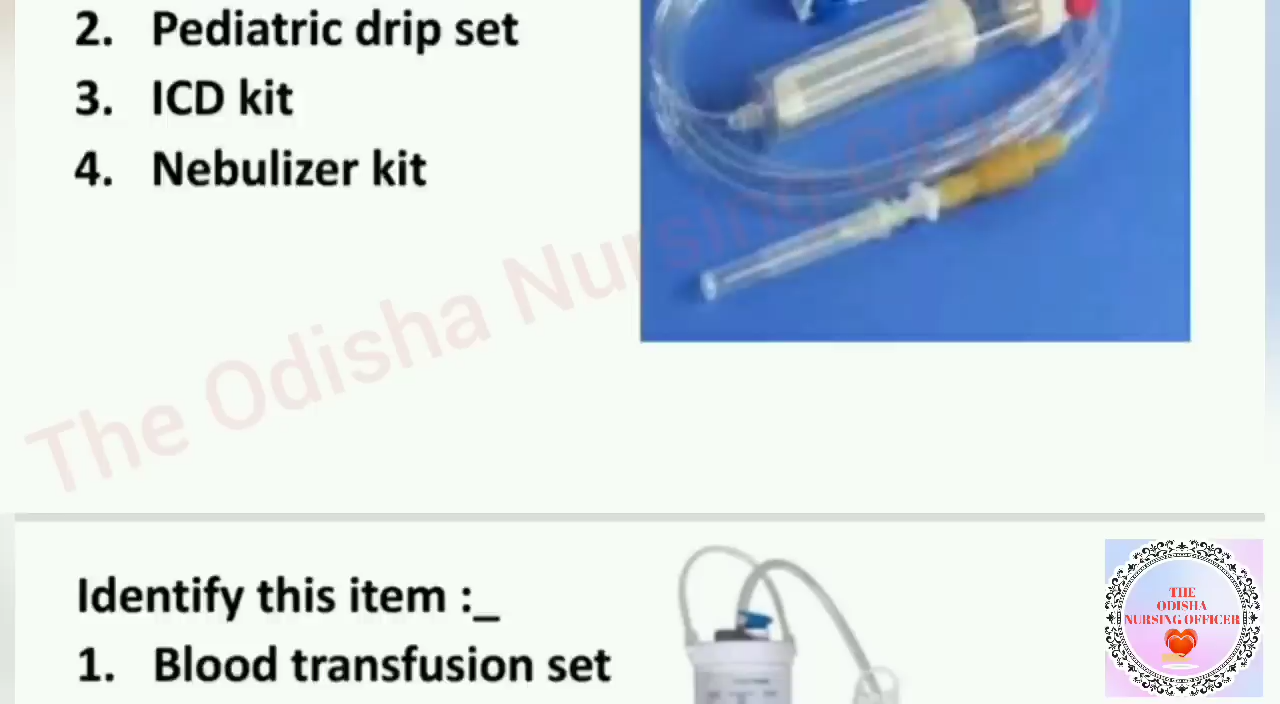 2. Pediatric drip set
3. ICD kit
4. Nebulizer kit
The Odisha Nursing Officer
Identify this item :_
1. Blood transfusion set
THE
ODISHA
NURSING OFFICER